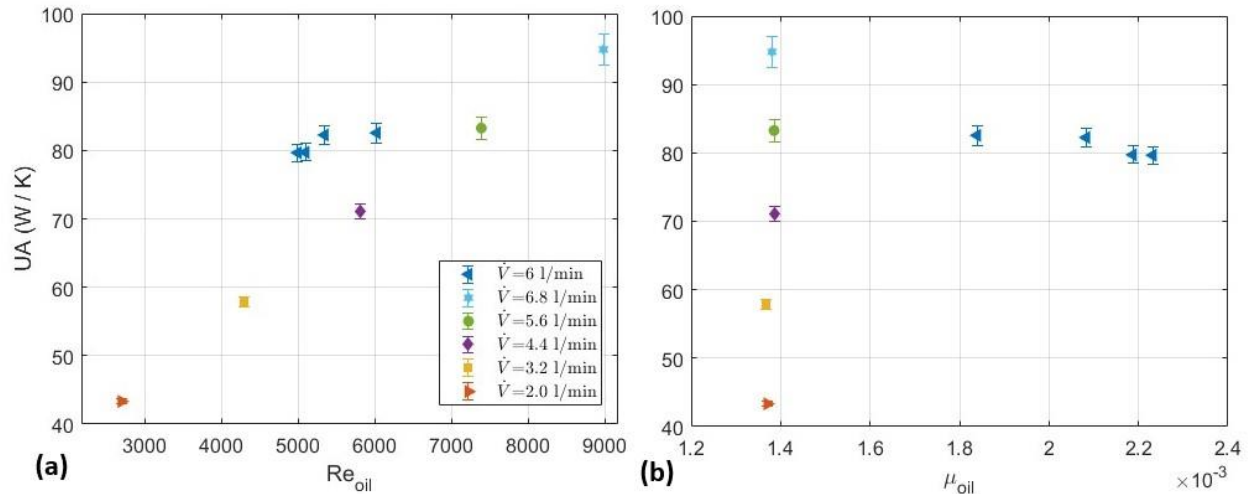 100
90
80
70
60
50
40
UA (W / K)
3000 4000 5000 6000 7000 8000 9000
Re_oil
(a)
V̇=6 l/min
V̇=6.8 l/min
V̇=5.6 l/min
V̇=4.4 l/min
V̇=3.2 l/min
V̇=2.0 l/min
100
90
80
70
60
50
40
1.2 1.4 1.6 1.8 2 2.2 2.4
×10⁻³
μ_oil
(b)